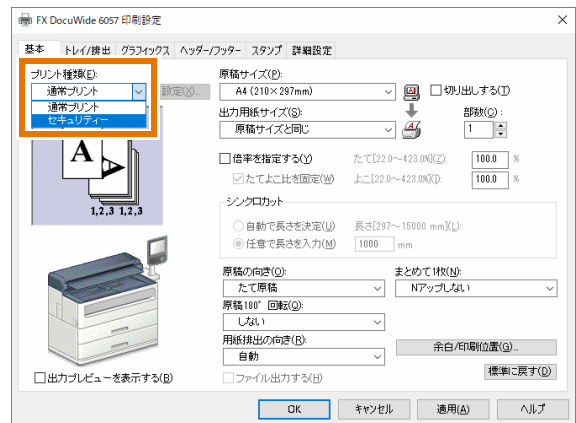 FX DocuWide 6057 印刷設定
基本 トレイ/排出 グラフィックス ヘッダー/フッター スタンプ 詳細設定
プリント種類(E):
通常プリント 設定(X)...
通常プリント
セキュリティー
A
1,2,3 1,2,3
原稿サイズ(P):
A4 (210×297mm) 切り出しする(T)
出力用紙サイズ(S): 部数(C):
原稿サイズと同じ 1
倍率を指定する(Y) たて[22.0~423.0%](Z): 100.0 %
たてよこ比を固定(W) よこ[22.0~423.0%](I): 100.0 %
シンクロカット
自動で長さを決定(U) 長さ[297~15000 mm](L):
任意で長さを入力(M) 1000 mm
原稿の向き(O): まとめて1枚(N):
たて原稿 Nアップしない
原稿180° 回転(Q):
しない
用紙排出の向き(R):
自動 余白/印刷位置(G)...
出力プレビューを表示する(B) ファイル出力する(H) 標準に戻す(D)
OK キャンセル 適用(A) ヘルプ